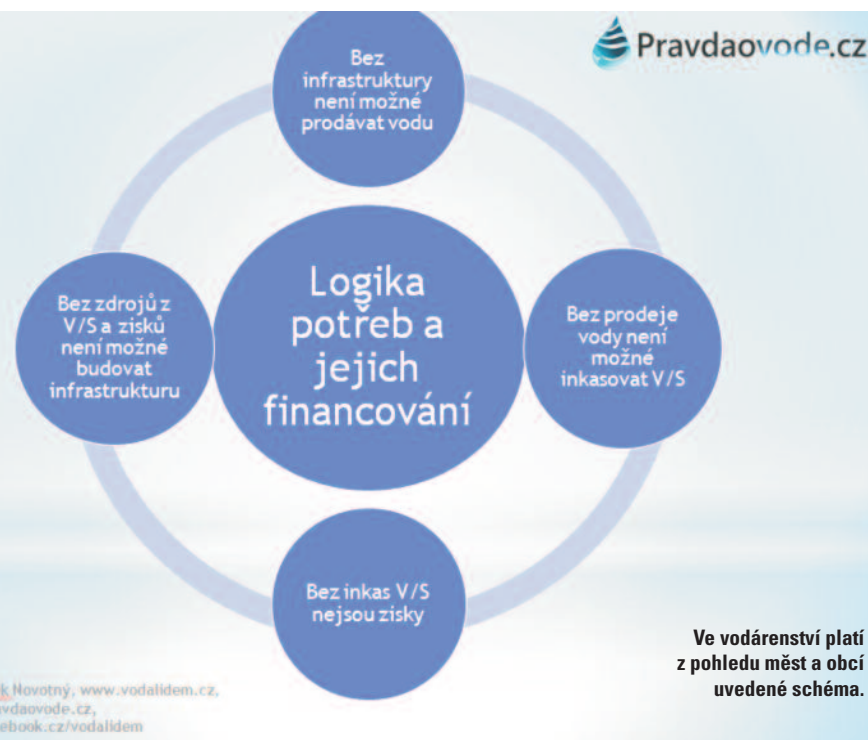 Pravdaovode.cz
Bez
infrastruktury
není možné
prodávat vodu
Logika
potřeb a
jejich
financování
Bez zdrojů z
V/S a zisků
není možné
budovat
infrastrukturu
Bez prodeje
vody není
možné
inkasovat V/S
Bez inkas V/S
nejsou zisky
Ve vodárenství platí
z pohledu měst a obcí
uvedené schéma.
k Novotný, www.vodalidem.cz,
vdaovode.cz,
ebook.cz/vodalidem